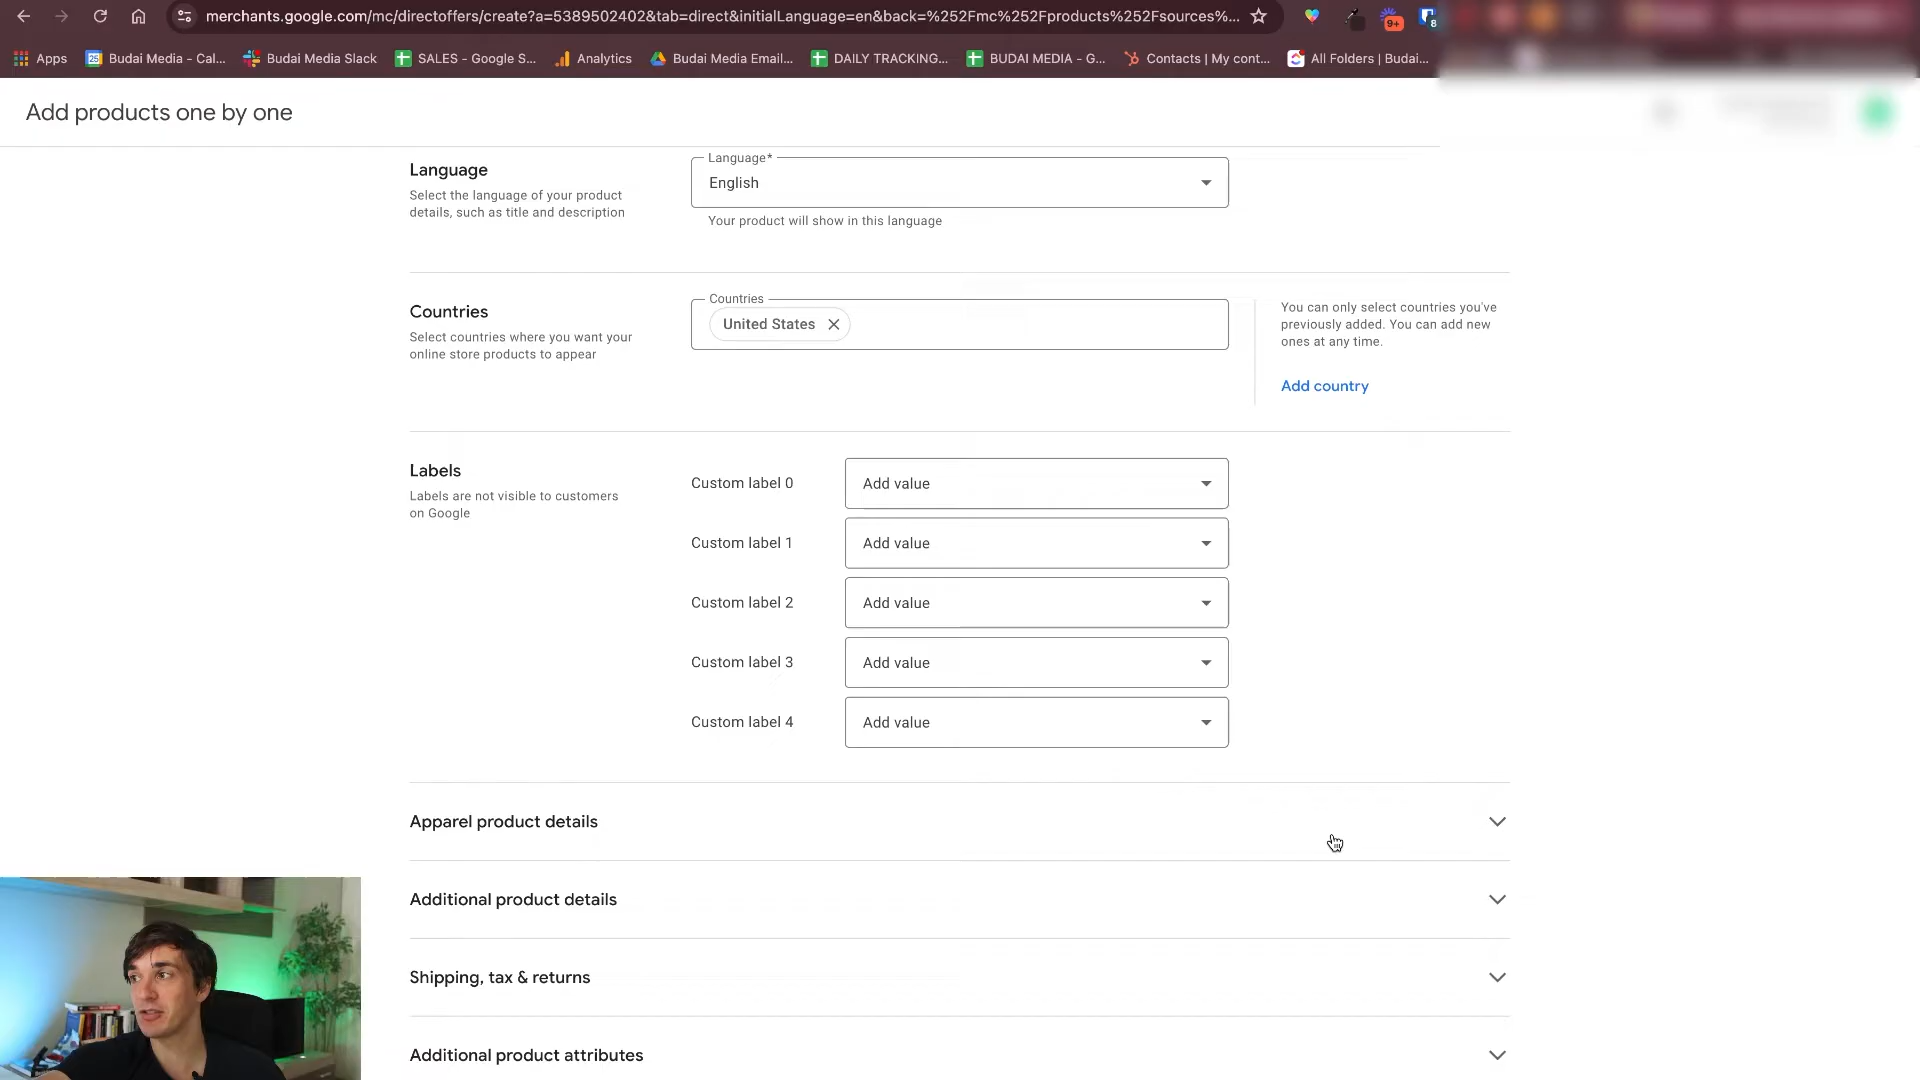 merchants.google.com/mc/directoffers/create?a=5389502402&tab=direct&initialLanguage=en&back=%252Fmc%252Fproducts%252Fsources%...
9+
8
Apps
25
Budai Media - Cal...
Budai Media Slack
SALES - Google S...
Analytics
Budai Media Email...
DAILY TRACKING...
BUDAI MEDIA - G...
Contacts | My cont...
All Folders | Budai...
Add products one by one
Language
Select the language of your product
details, such as title and description
Language*
English
Your product will show in this language
Countries
Select countries where you want your
online store products to appear
Countries
United States
You can only select countries you've
previously added. You can add new
ones at any time.
Add country
Labels
Labels are not visible to customers
on Google
Custom label 0
Add value
Custom label 1
Add value
Custom label 2
Add value
Custom label 3
Add value
Custom label 4
Add value
Apparel product details
Additional product details
Shipping, tax & returns
Additional product attributes